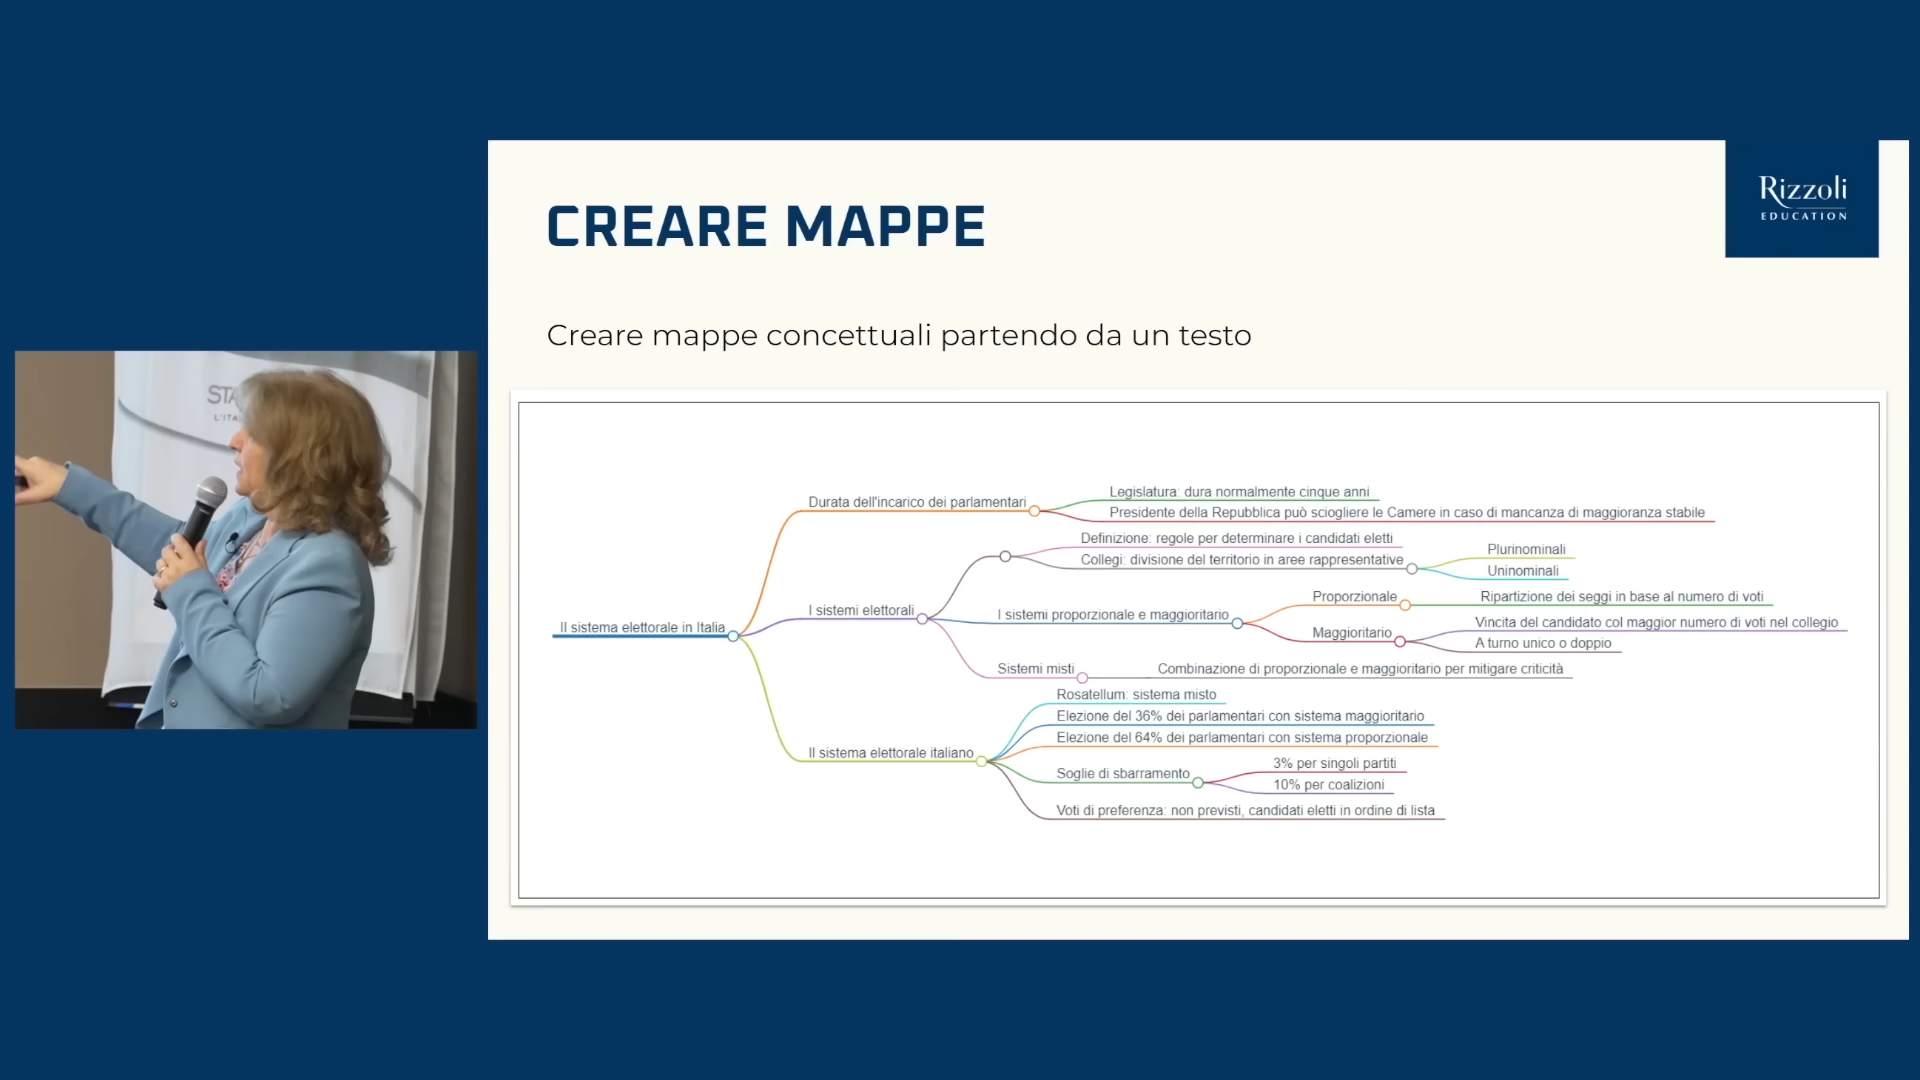 CREARE MAPPE
Rizzoli
EDUCATION
Creare mappe concettuali partendo da un testo
Il sistema elettorale in Italia
Durata dell'incarico dei parlamentari
Legislatura: dura normalmente cinque anni
Presidente della Repubblica può sciogliere le Camere in caso di mancanza di maggioranza stabile
I sistemi elettorali
Definizione: regole per determinare i candidati eletti
Collegi: divisione del territorio in aree rappresentative
Plurinominali
Uninominali
I sistemi proporzionale e maggioritario
Proporzionale
Ripartizione dei seggi in base al numero di voti
Maggioritario
Vincita del candidato col maggior numero di voti nel collegio
A turno unico o doppio
Sistemi misti
Combinazione di proporzionale e maggioritario per mitigare criticità
Il sistema elettorale italiano
Rosatellum: sistema misto
Elezione del 36% dei parlamentari con sistema maggioritario
Elezione del 64% dei parlamentari con sistema proporzionale
Soglie di sbarramento
3% per singoli partiti
10% per coalizioni
Voti di preferenza: non previsti, candidati eletti in ordine di lista